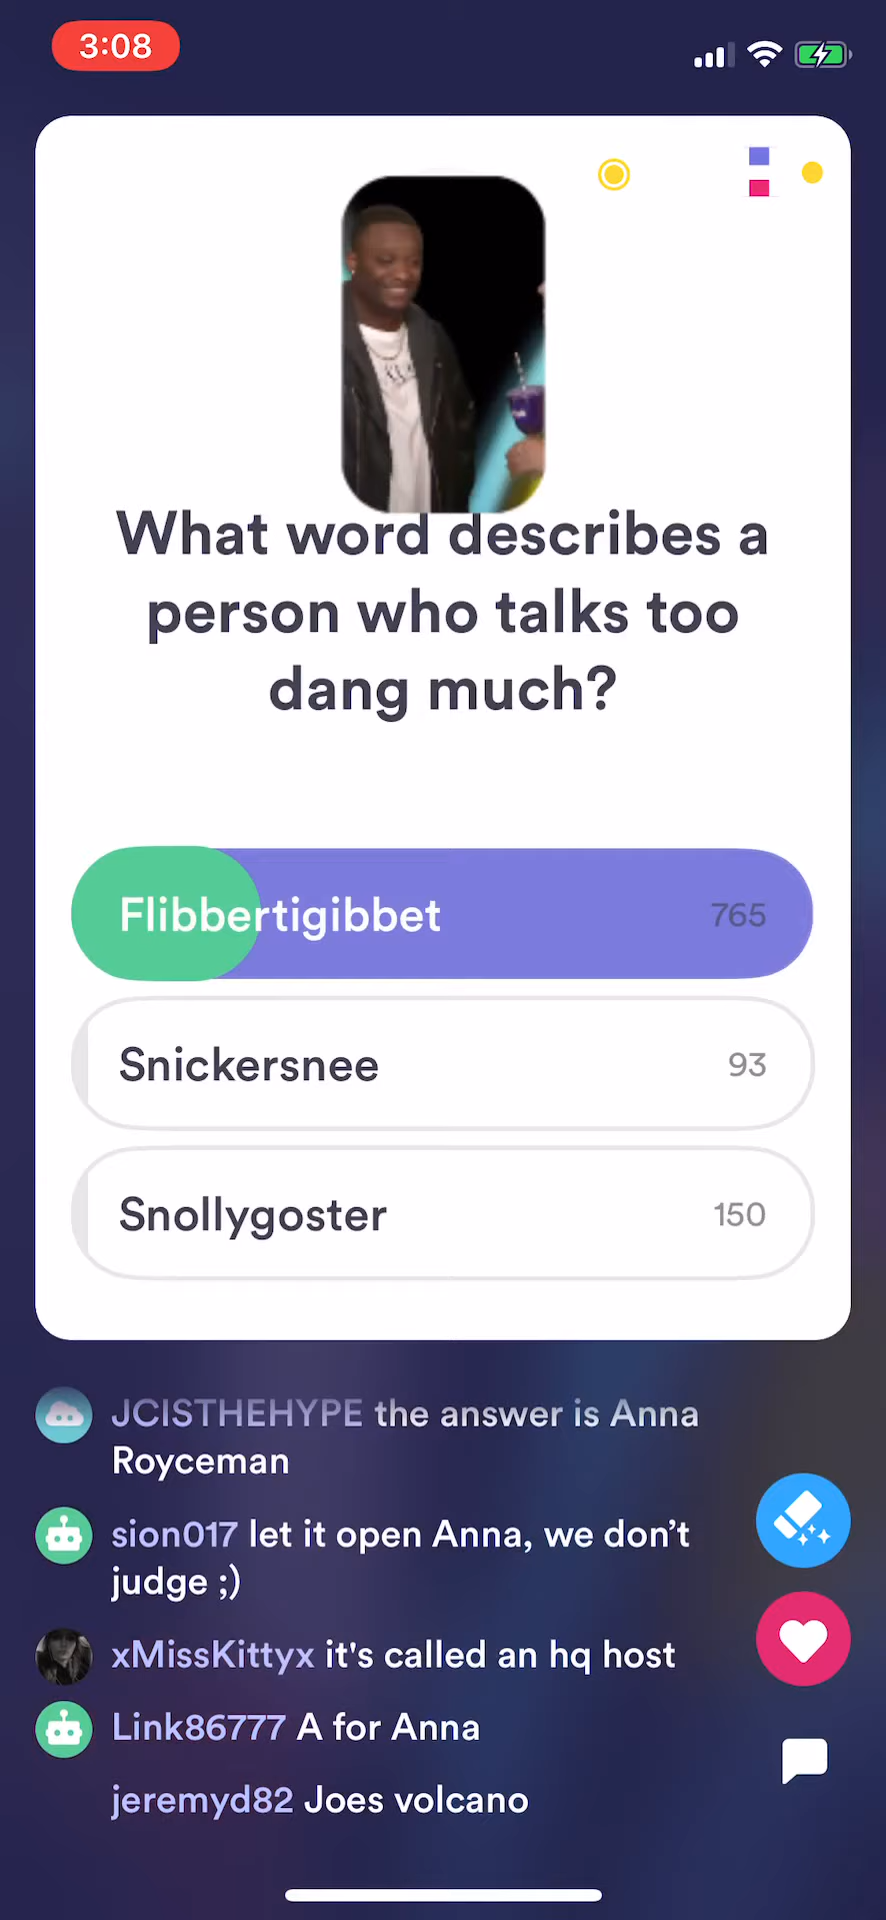 3:08
What word describes a
person who talks too
dang much?
Flibbertigibbet 765
Snickersnee 93
Snollygoster 150
JCISTHEHYPE the answer is Anna
Royceman
sion017 let it open Anna, we don't
judge ;)
xMissKittyx it's called an hq host
Link86777 A for Anna
jeremyd82 Joes volcano